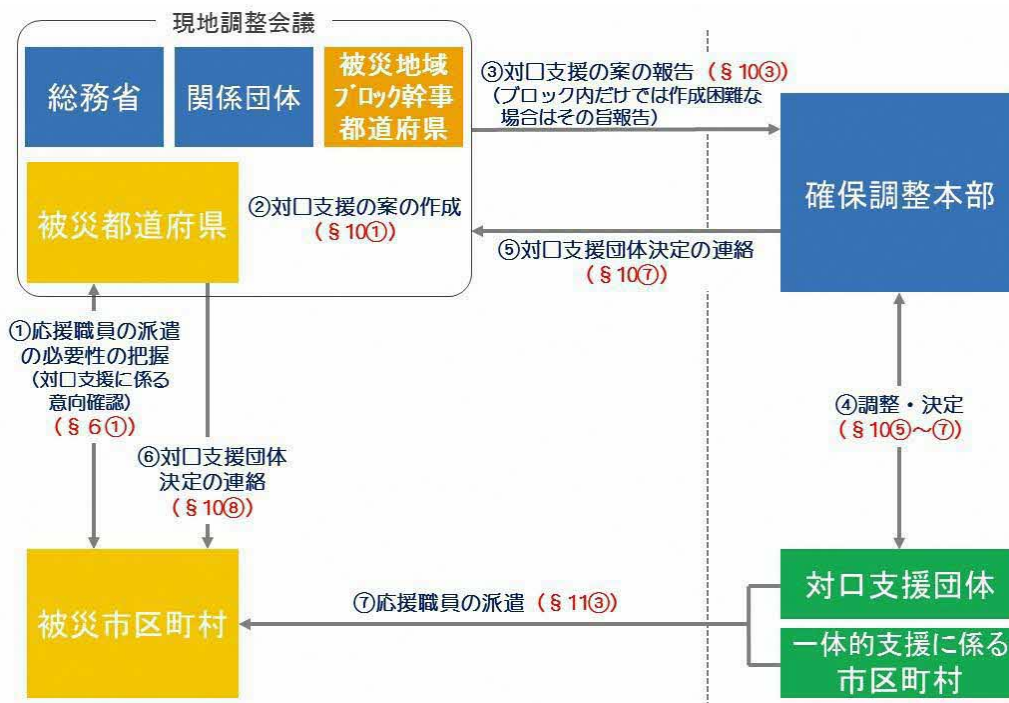 現地調整会議
総務省
関係団体
被災地域
ブロック幹事
都道府県
③対口支援の案の報告（§10③）
（ブロック内だけでは作成困難な
場合はその旨報告）
確保調整本部
被災都道府県
②対口支援の案の作成
（§10①）
⑤対口支援団体決定の連絡
（§10⑦）
①応援職員の派遣
の必要性の把握
（対口支援に係る
意向確認）
（§6①）
④調整・決定
（§10⑤～⑦）
⑥対口支援団体
決定の連絡
（§10⑧）
被災市区町村
⑦応援職員の派遣（§11③）
対口支援団体
一体的支援に係る
市区町村